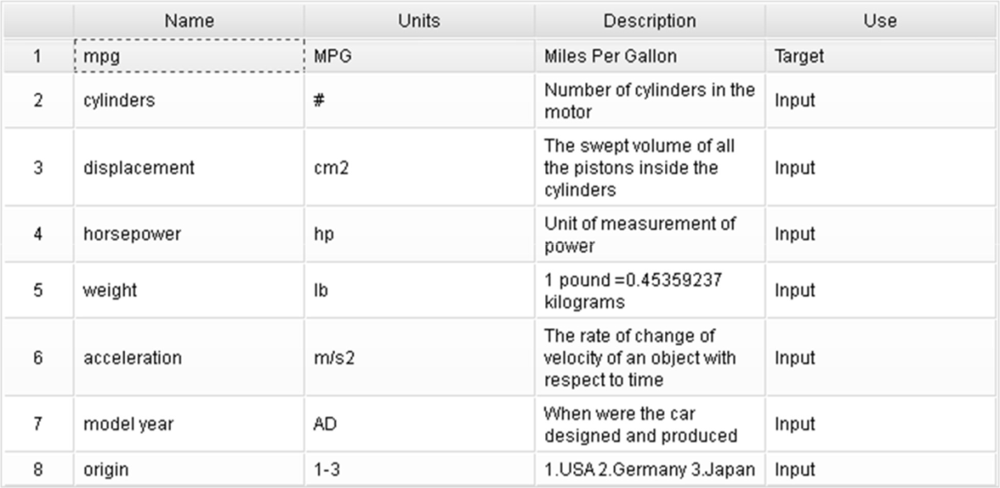 Name Units Description Use
1 mpg MPG Miles Per Gallon Target
2 cylinders # Number of cylinders in the motor Input
3 displacement cm2 The swept volume of all the pistons inside the cylinders Input
4 horsepower hp Unit of measurement of power Input
5 weight lb 1 pound =0.45359237 kilograms Input
6 acceleration m/s2 The rate of change of velocity of an object with respect to time Input
7 model year AD When were the car designed and produced Input
8 origin 1-3 1.USA 2.Germany 3.Japan Input